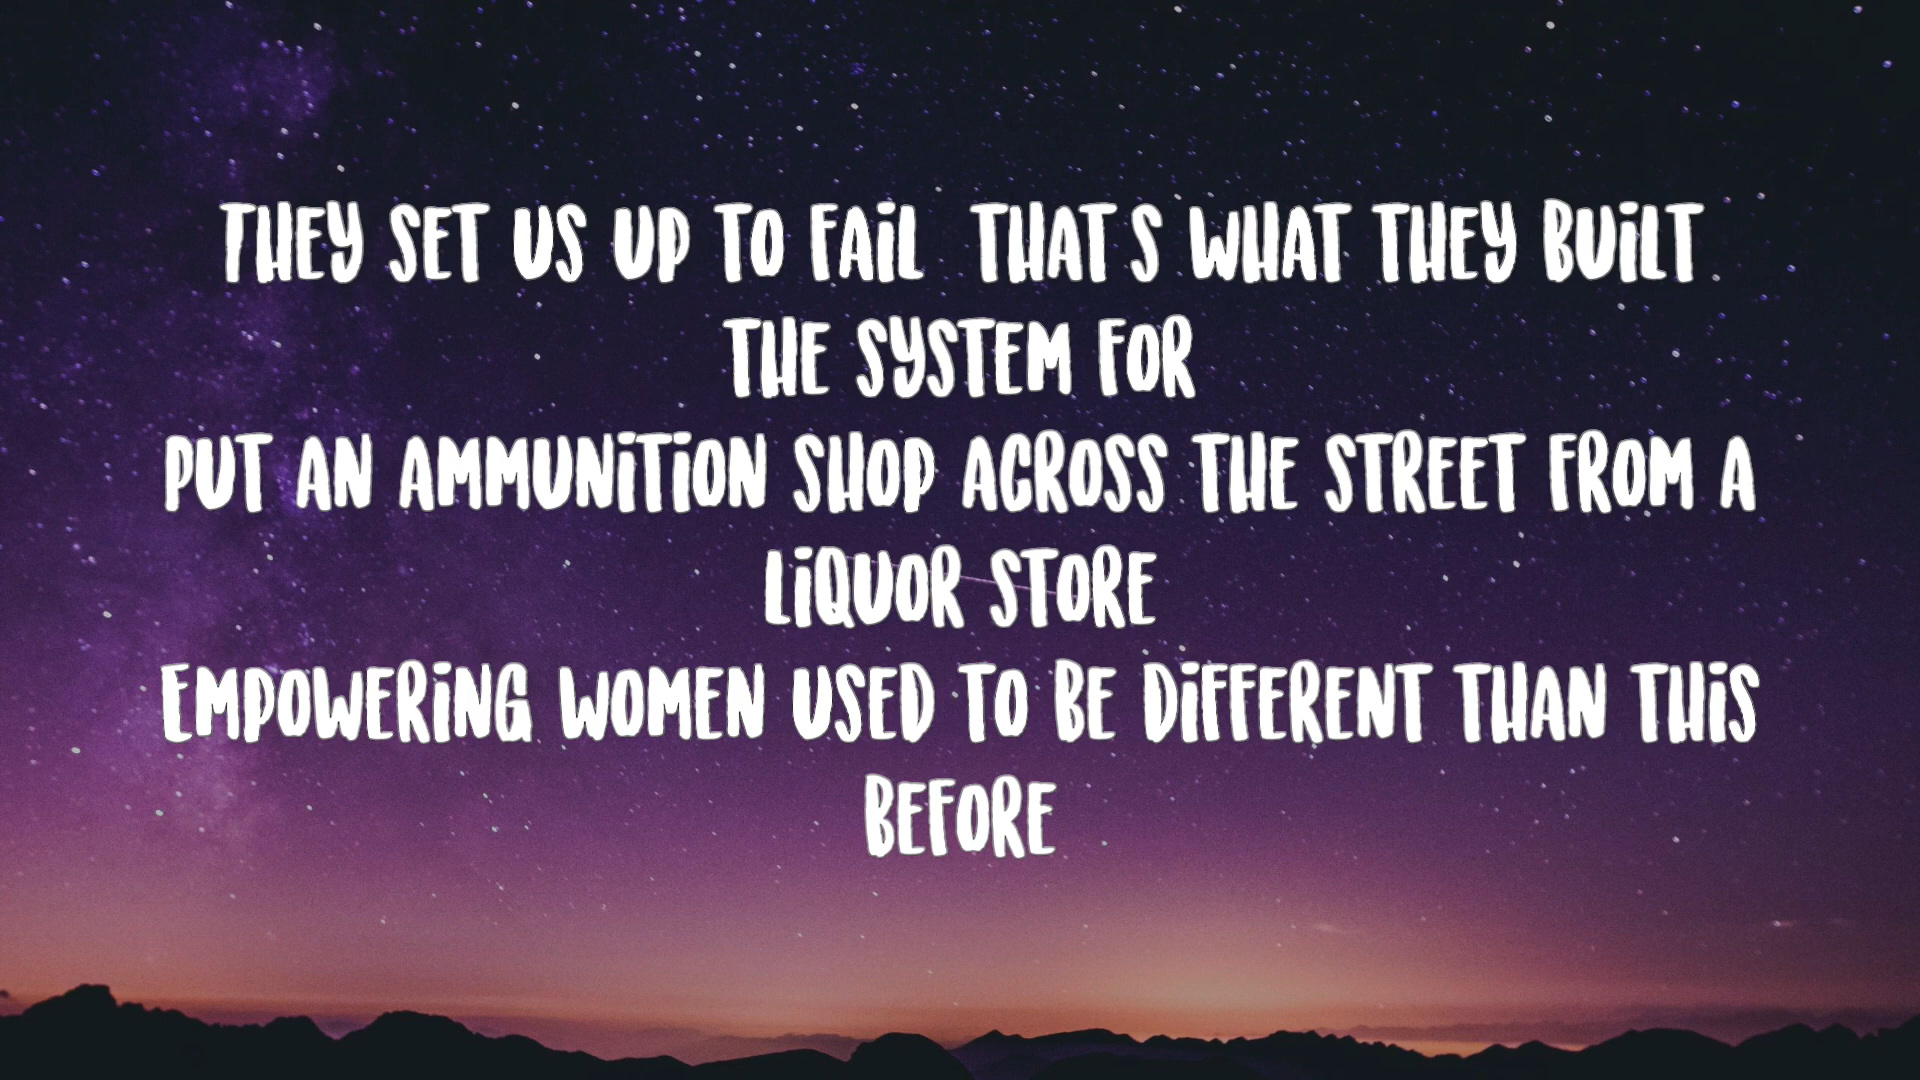 THEY SET US UP TO FAiL  THAT S WHAT THEY BUiLT
THE SYSTEM FOR
PUT AN AMMUNiTiON SHOP ACROSS THE STREET FROM A
LiQUOR STORE
EMPOWERiNG WOMEN USED TO BE DiFFERENT THAN THiS
BEFORE